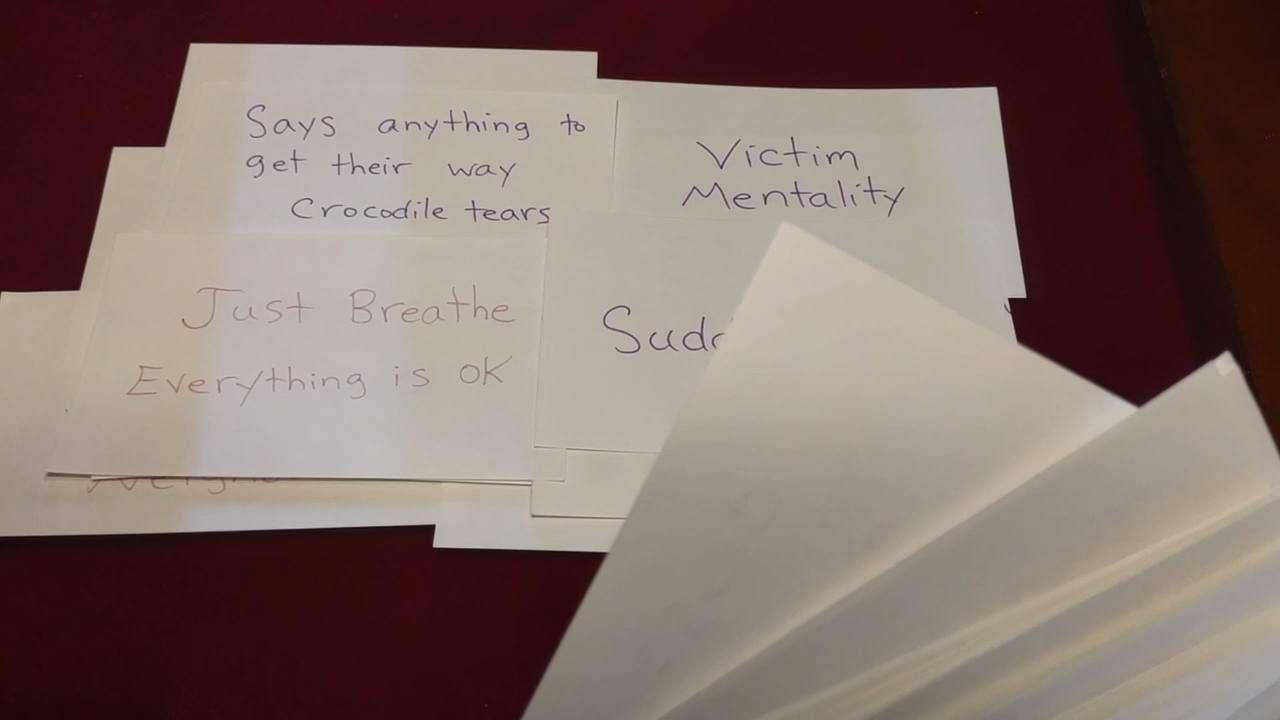 Says anything to
get their way
Crocodile tears
Victim
Mentality
Just Breathe
Everything is OK